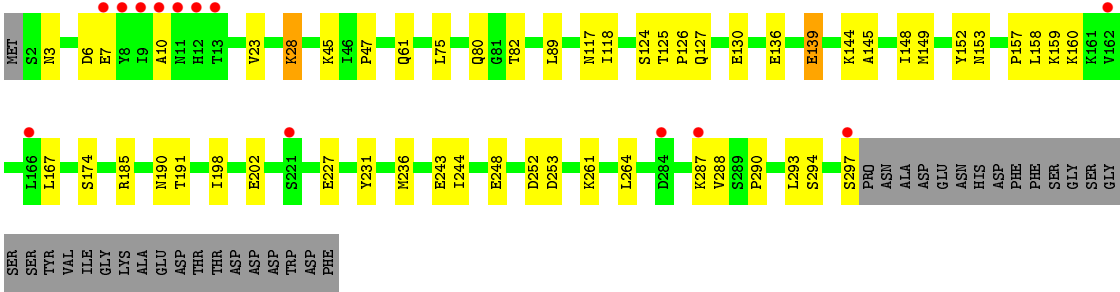 MET S2 N3 D6 E7 Y8 I9 A10 N11 H12 T13 V23 K28 K45 I46 P47 Q61 L75 Q80 G81 T82 L89 N117 I118 S124 T125 P126 Q127 E130 E136 E139 K144 A145 I148 M149 Y152 N153 P157 L158 K159 K160 K161 V162
L166 L167 S174 R185 N190 T191 I198 E202 S221 E227 Y231 M236 E243 I244 E248 D252 D253 K261 L264 D284 K287 V288 S289 P290 L293 S294 S297 PRO ASN ALA ASP GLU ASN HIS ASP PHE PHE SER GLY SER GLY
SER SER TYR VAL ILE GLY LYS ALA GLU ASP THR THR ASP ASP ASP TRP ASP PHE